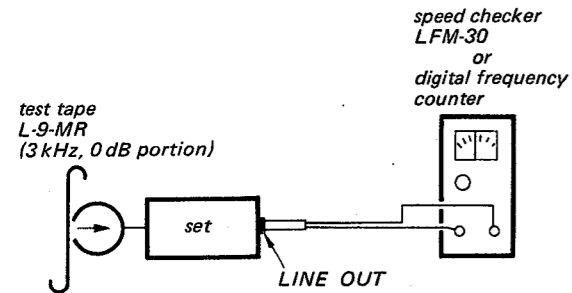 speed checker
LFM-30
or
digital frequency
counter
test tape
L-9-MR
(3 kHz, 0 dB portion)
set
LINE OUT